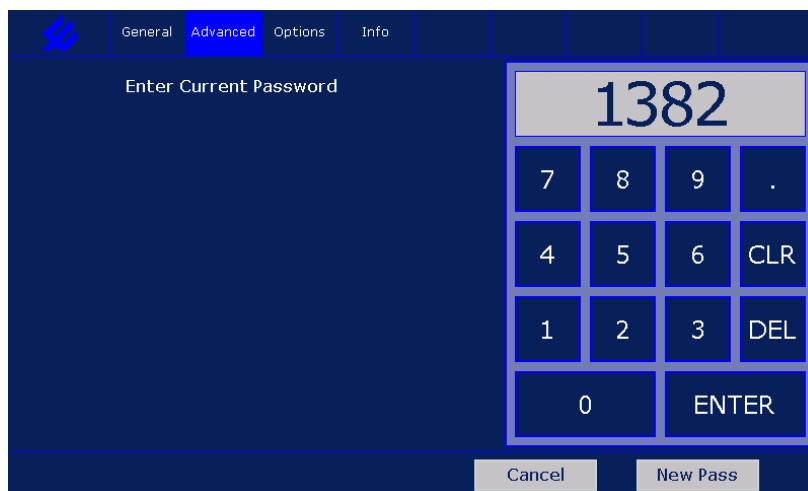 General Advanced Options Info
Enter Current Password
1382
7 8 9 .
4 5 6 CLR
1 2 3 DEL
0 ENTER
Cancel New Pass